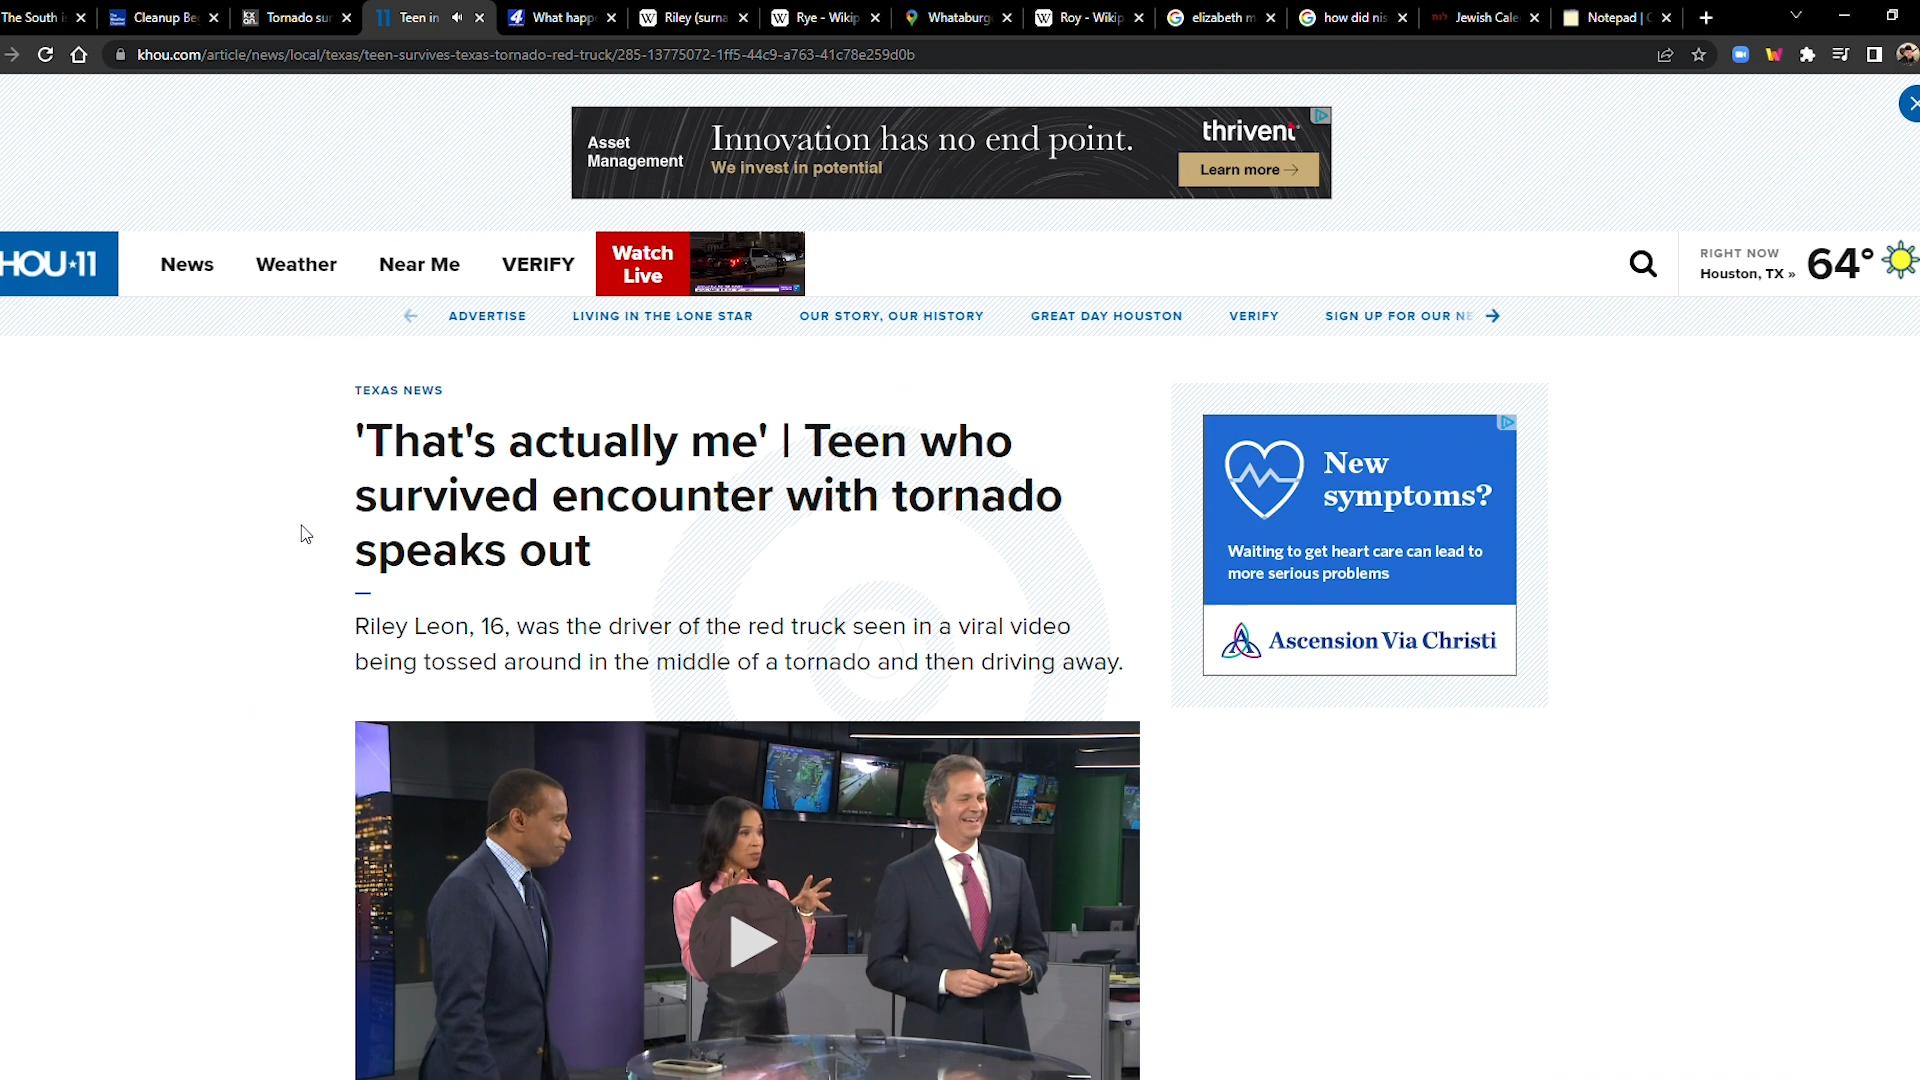 The South is
Cleanup Be
Tornado sur
Teen in
What happe
Riley (surna
Rye - Wikip
Whataburg
Roy - Wikip
elizabeth m
how did nis
Jewish Cale
Notepad |
khou.com/article/news/local/texas/teen-survives-texas-tornado-red-truck/285-13775072-1ff5-44c9-a763-41c78e259d0b
Asset
Management
Innovation has no end point.
We invest in potential
thrivent
Learn more →
HOU★11
News
Weather
Near Me
VERIFY
Watch
Live
RIGHT NOW
Houston, TX »
64°
ADVERTISE
LIVING IN THE LONE STAR
OUR STORY, OUR HISTORY
GREAT DAY HOUSTON
VERIFY
SIGN UP FOR OUR NE
TEXAS NEWS
'That's actually me' | Teen who
survived encounter with tornado
speaks out
Riley Leon, 16, was the driver of the red truck seen in a viral video
being tossed around in the middle of a tornado and then driving away.
New
symptoms?
Waiting to get heart care can lead to
more serious problems
Ascension Via Christi